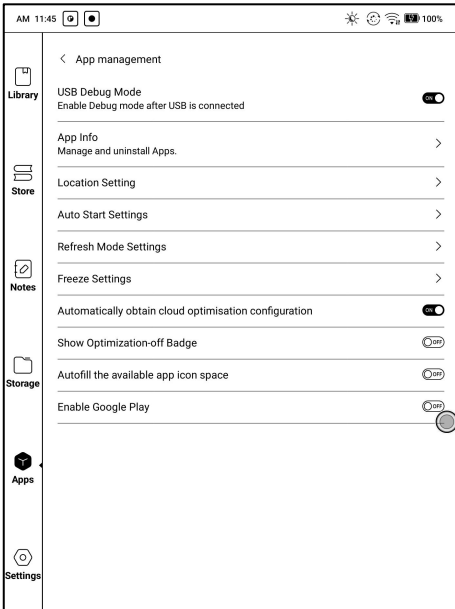 AM 11:45
100%
App management
USB Debug Mode
Enable Debug mode after USB is connected
ON
App Info
Manage and uninstall Apps.
Location Setting
Auto Start Settings
Refresh Mode Settings
Freeze Settings
Automatically obtain cloud optimisation configuration
ON
Show Optimization-off Badge
OFF
Autofill the available app icon space
OFF
Enable Google Play
OFF
Library
Store
Notes
Storage
Apps
Settings